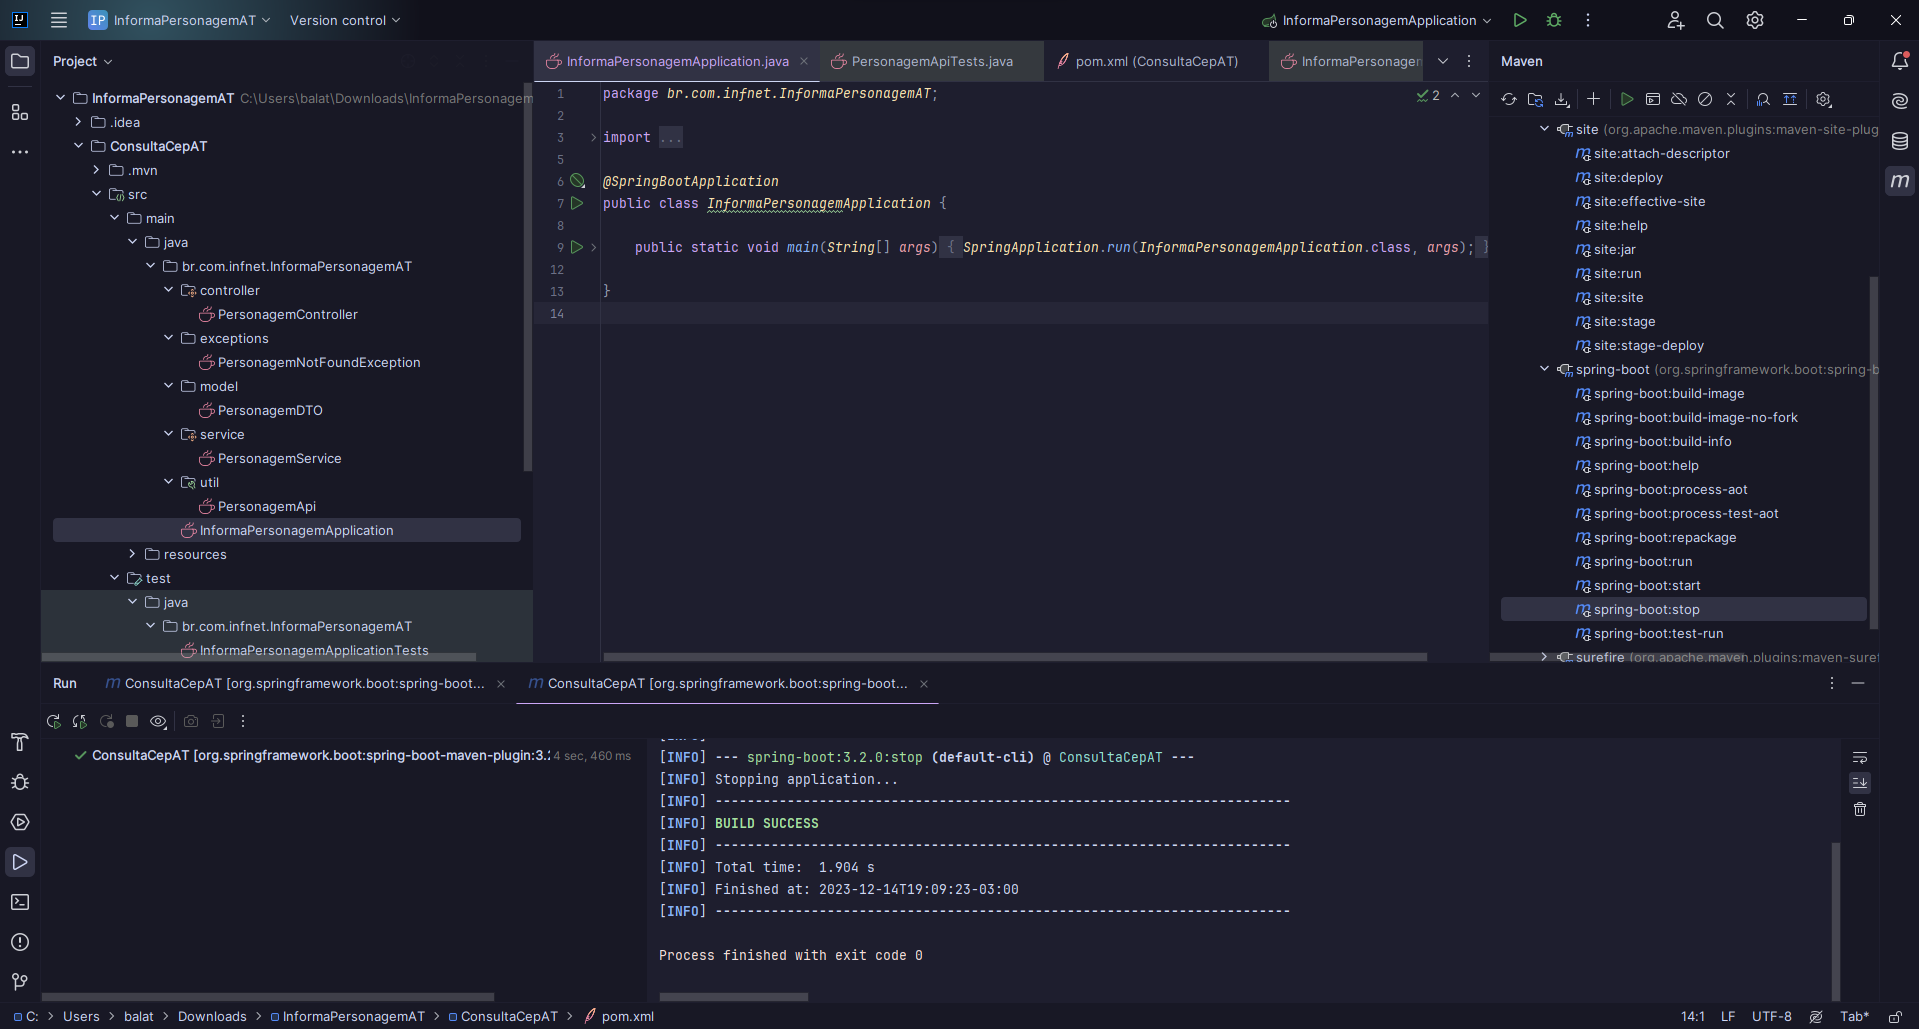 IJ
IP InformaPersonagemAT Version control InformaPersonagemApplication
Project
InformaPersonagemAT C:\Users\balat\Downloads\InformaPersonagem
.idea
ConsultaCepAT
.mvn
src
main
java
br.com.infnet.InformaPersonagemAT
controller
PersonagemController
exceptions
PersonagemNotFoundException
model
PersonagemDTO
service
PersonagemService
util
PersonagemApi
InformaPersonagemApplication
resources
test
java
br.com.infnet.InformaPersonagemAT
InformaPersonagemApplicationTests
InformaPersonagemApplication.java PersonagemApiTests.java pom.xml (ConsultaCepAT) InformaPersonager
2
1 package br.com.infnet.InformaPersonagemAT;
2
3 import ...
5
6 @SpringBootApplication
7 public class InformaPersonagemApplication {
8
9 public static void main(String[] args) { SpringApplication.run(InformaPersonagemApplication.class, args); }
12
13 }
14
Maven
site (org.apache.maven.plugins:maven-site-plug
site:attach-descriptor
site:deploy
site:effective-site
site:help
site:jar
site:run
site:site
site:stage
site:stage-deploy
spring-boot (org.springframework.boot:spring-b
spring-boot:build-image
spring-boot:build-image-no-fork
spring-boot:build-info
spring-boot:help
spring-boot:process-aot
spring-boot:process-test-aot
spring-boot:repackage
spring-boot:run
spring-boot:start
spring-boot:stop
spring-boot:test-run
surefire (org.apache.maven.plugins:maven-suref
m
Run ConsultaCepAT [org.springframework.boot:spring-boot... ConsultaCepAT [org.springframework.boot:spring-boot...
ConsultaCepAT [org.springframework.boot:spring-boot-maven-plugin:3.2 4 sec, 460 ms
[INFO]
[INFO] --- spring-boot:3.2.0:stop (default-cli) @ ConsultaCepAT ---
[INFO] Stopping application...
[INFO] ------------------------------------------------------------------------
[INFO] BUILD SUCCESS
[INFO] ------------------------------------------------------------------------
[INFO] Total time:  1.904 s
[INFO] Finished at: 2023-12-14T19:09:23-03:00
[INFO] ------------------------------------------------------------------------
Process finished with exit code 0
C: > Users > balat > Downloads > InformaPersonagemAT > ConsultaCepAT > pom.xml
14:1 LF UTF-8 Tab*